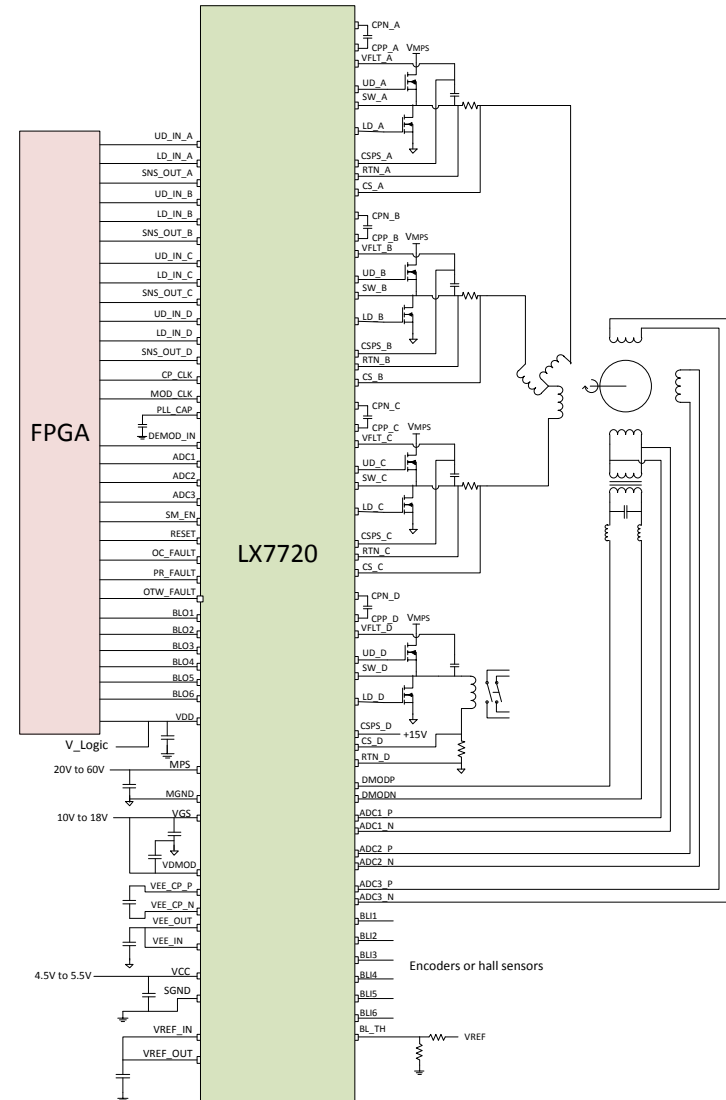 CPN_A
CPP_A
VMPS
VFLT_A
UD_A
SW_A
LD_A
CSPS_A
RTN_A
CS_A
CPN_B
CPP_B
VMPS
VFLT_B
UD_B
SW_B
LD_B
CSPS_B
RTN_B
CS_B
CPN_C
CPP_C
VMPS
VFLT_C
UD_C
SW_C
LD_C
CSPS_C
RTN_C
CS_C
CPN_D
CPP_D
VMPS
VFLT_D
UD_D
SW_D
LD_D
CSPS_D
+15V
CS_D
RTN_D
DMODP
DMODN
ADC1_P
ADC1_N
ADC2_P
ADC2_N
ADC3_P
ADC3_N
BLI1
BLI2
BLI3
BLI4
BLI5
BLI6
Encoders or hall sensors
BL_TH
VREF
LX7720
FPGA
UD_IN_A
LD_IN_A
SNS_OUT_A
UD_IN_B
LD_IN_B
SNS_OUT_B
UD_IN_C
LD_IN_C
SNS_OUT_C
UD_IN_D
LD_IN_D
SNS_OUT_D
CP_CLK
MOD_CLK
PLL_CAP
DEMOD_IN
ADC1
ADC2
ADC3
SM_EN
RESET
OC_FAULT
PR_FAULT
OTW_FAULT
BLO1
BLO2
BLO3
BLO4
BLO5
BLO6
VDD
V_Logic
20V to 60V
MPS
MGND
10V to 18V
VGS
VDMOD
VEE_CP_P
VEE_CP_N
VEE_OUT
VEE_IN
4.5V to 5.5V
VCC
SGND
VREF_IN
VREF_OUT